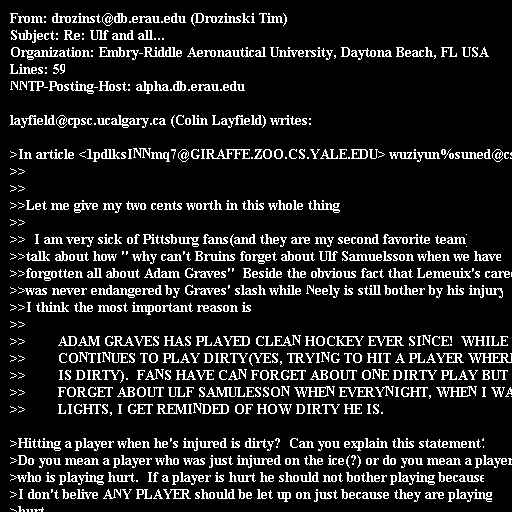 From: drozinst@db.erau.edu (Drozinski Tim)
Subject: Re: Ulf and all...
Organization: Embry-Riddle Aeronautical University, Daytona Beach, FL USA
Lines: 59
NNTP-Posting-Host: alpha.db.erau.edu

layfield@cpsc.ucalgary.ca (Colin Layfield) writes:

>In article <1pdlksINNmq7@GIRAFFE.ZOO.CS.YALE.EDU> wuziyun%suned@cs
>>
>>
>>Let me give my two cents worth in this whole thing
>>
>>  I am very sick of Pittsburg fans(and they are my second favorite team
>>talk about how " why can't Bruins forget about Ulf Samuelsson when we have
>>forgotten all about Adam Graves"  Beside the obvious fact that Lemeuix's caree
>>was never endangered by Graves' slash while Neely is still bother by his injury
>>I think the most important reason is
>>
>>        ADAM GRAVES HAS PLAYED CLEAN HOCKEY EVER SINCE!  WHILE
>>        CONTINUES TO PLAY DIRTY(YES, TRYING TO HIT A PLAYER WHERE
>>        IS DIRTY).  FANS HAVE CAN FORGET ABOUT ONE DIRTY PLAY BUT
>>        FORGET ABOUT ULF SAMULESSON WHEN EVERYNIGHT, WHEN I WA
>>        LIGHTS, I GET REMINDED OF HOW DIRTY HE IS.

>Hitting a player when he's injured is dirty?  Can you explain this statement?
>Do you mean a player who was just injured on the ice(?) or do you mean a player
>who is playing hurt.  If a player is hurt he should not bother playing because
>I don't belive ANY PLAYER should be let up on just because they are playing
>hurt